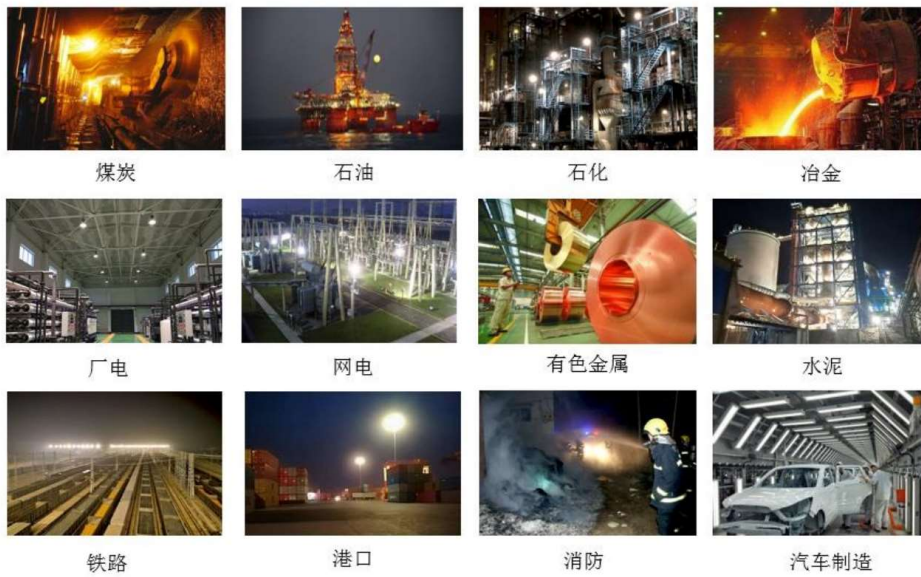 煤炭
石油
石化
冶金
厂电
网电
有色金属
水泥
铁路
港口
消防
汽车制造